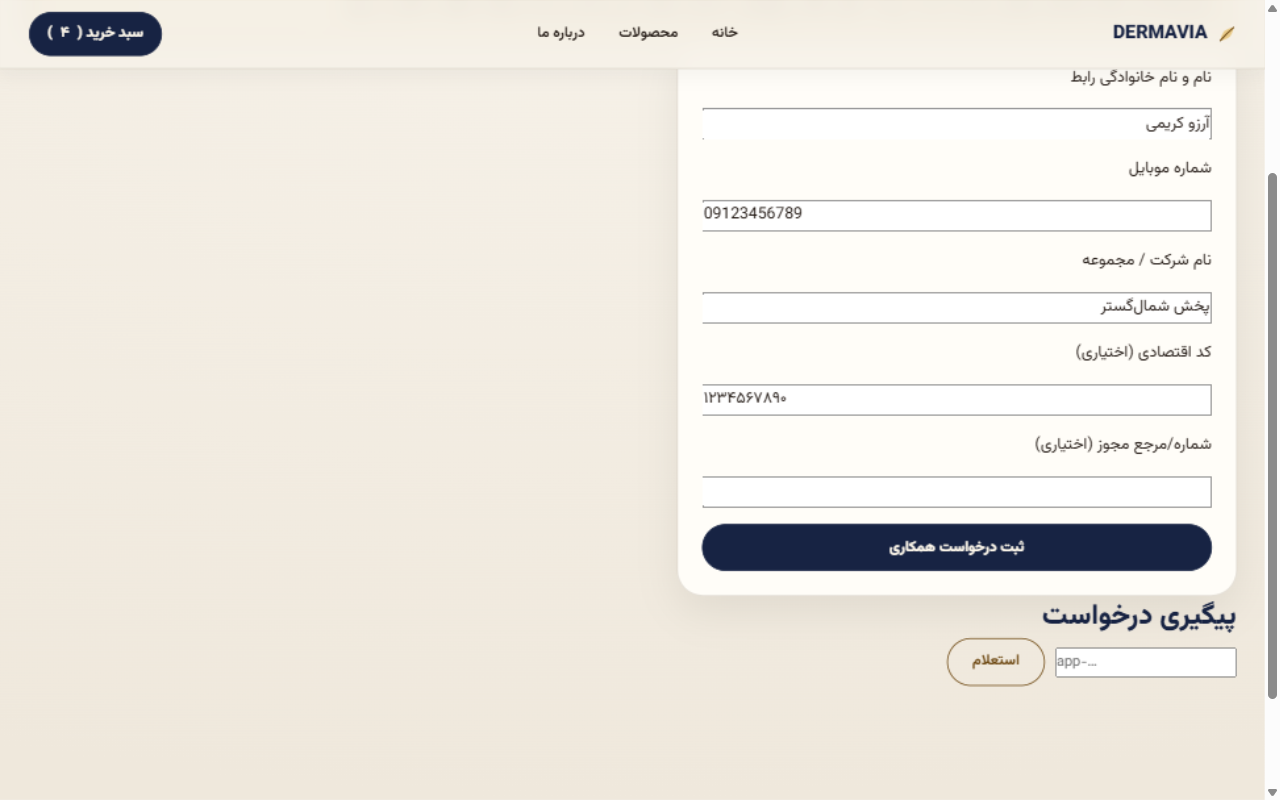 DERMAVIA
خانه
محصولات
درباره ما
سبد خرید ( ۴ )
نام و نام خانوادگی رابط
آرزو کریمی
شماره موبایل
09123456789
نام شرکت / مجموعه
پخش شمال‌گستر
کد اقتصادی (اختیاری)
۱۲۳۴۵۶۷۸۹۰
شماره/مرجع مجوز (اختیاری)
ثبت درخواست همکاری
پیگیری درخواست
app-…
استعلام